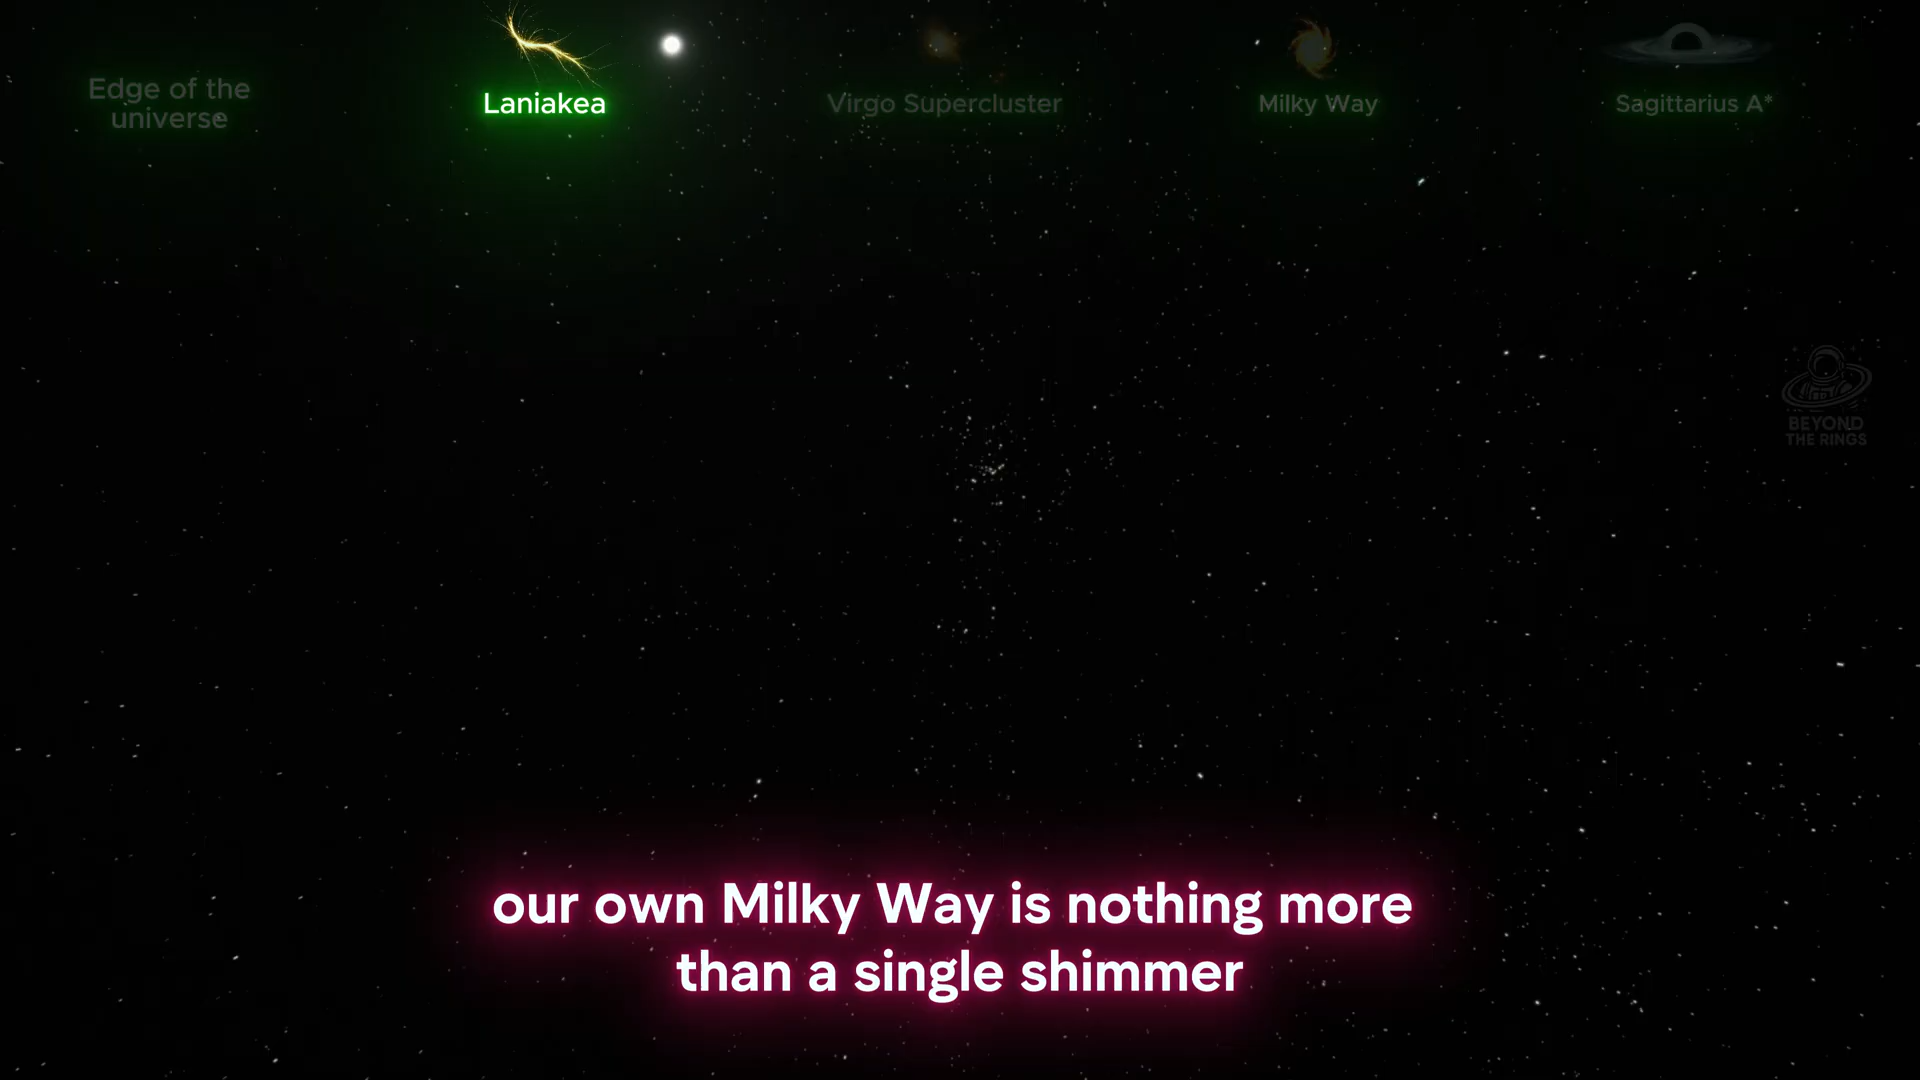 Edge of the
universe
Laniakea
Virgo Supercluster
Milky Way
Sagittarius A*
BEYOND
THE RINGS
our own Milky Way is nothing more
than a single shimmer